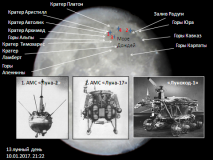 Кратер Платон
Кратер Аристилл
Кратер Автолик
Кратер Архимед
Горы Альпы
Кратер Тимохарис
Кратер
Ламберт
Горы
Апеннины
Море
Дождей
Залив Радуги
Горы Юра
Горы Кавказ
Горы Карпаты
1. АМС «Луна-2»
2. АМС «Луна-17»
«Луноход-1»
13 лунный день
10.01.2017, 21:22